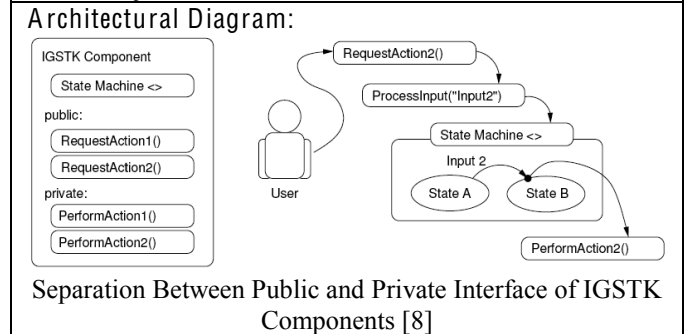 Architectural Diagram:
IGSTK Component
State Machine <>
public:
RequestAction1()
RequestAction2()
private:
PerformAction1()
PerformAction2()
User
RequestAction2()
ProcessInput("Input2")
State Machine <>
Input 2
State A
State B
PerformAction2()
Separation Between Public and Private Interface of IGSTK
Components [8]